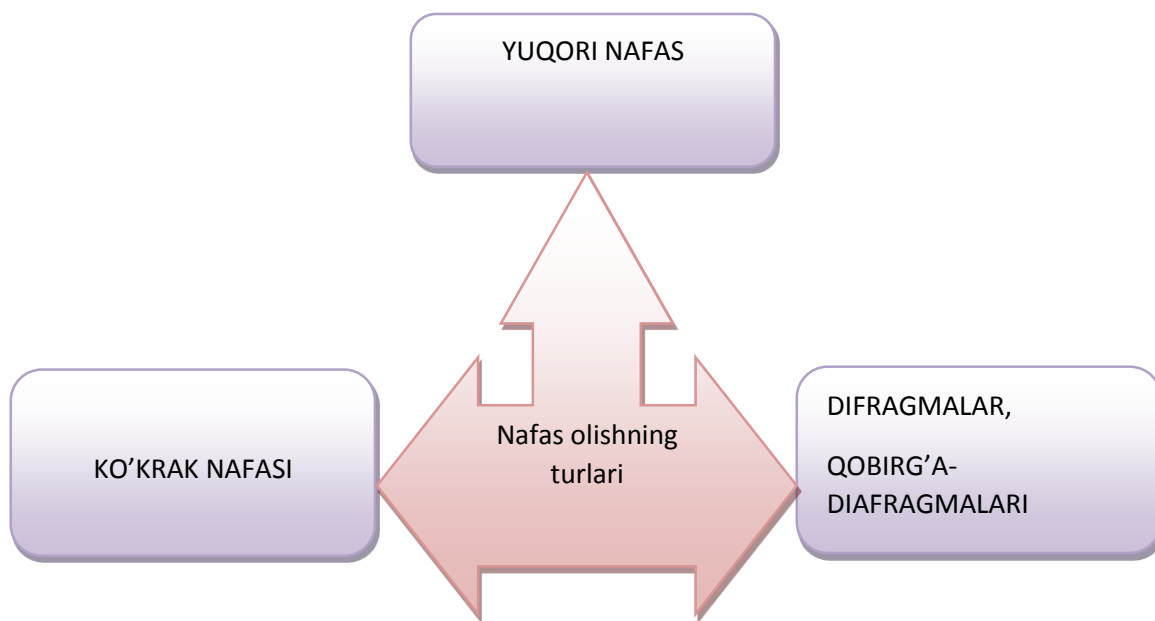 YUQORI NAFAS
KO’KRAK NAFASI
Nafas olishning
turlari
DIFRAGMALAR,
QOBIRG’A-
DIAFRAGMALARI